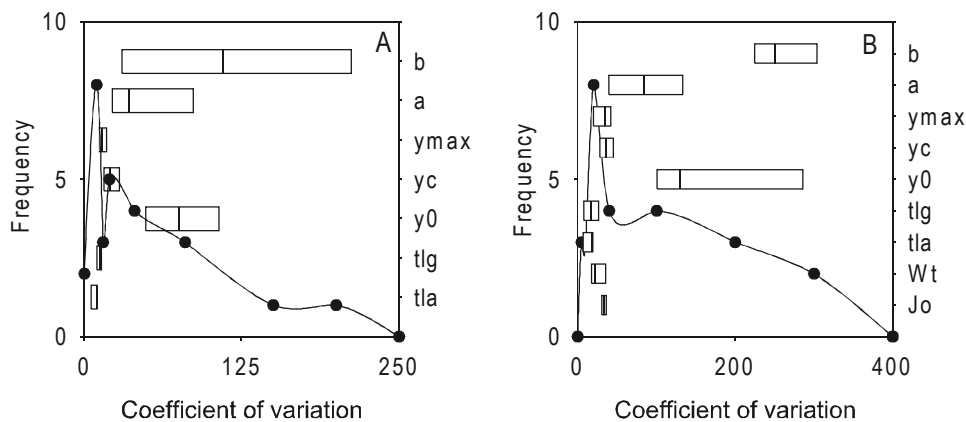 10
A
b
a
ymax
5
yc
y0
tlg
tla
0
0
125
250
Frequency
Coefficient of variation
10
B
b
a
ymax
yc
5
y0
tlg
tla
Wt
Jo
0
0
200
400
Frequency
Coefficient of variation